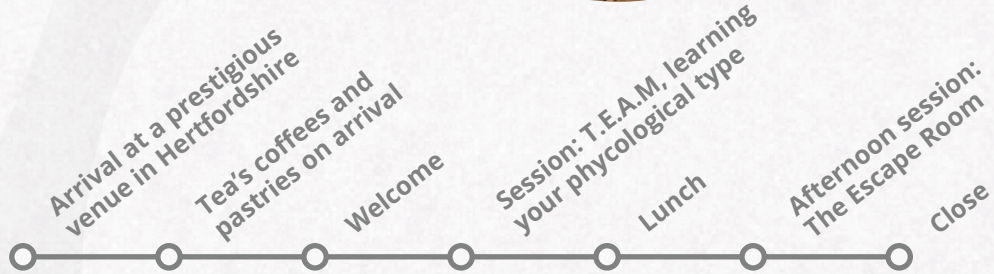 Arrival at a prestigious
venue in Hertfordshire
Tea's coffees and
pastries on arrival
Welcome
Session: T.E.A.M, learning
your phycological type
Lunch
Afternoon session:
The Escape Room
Close